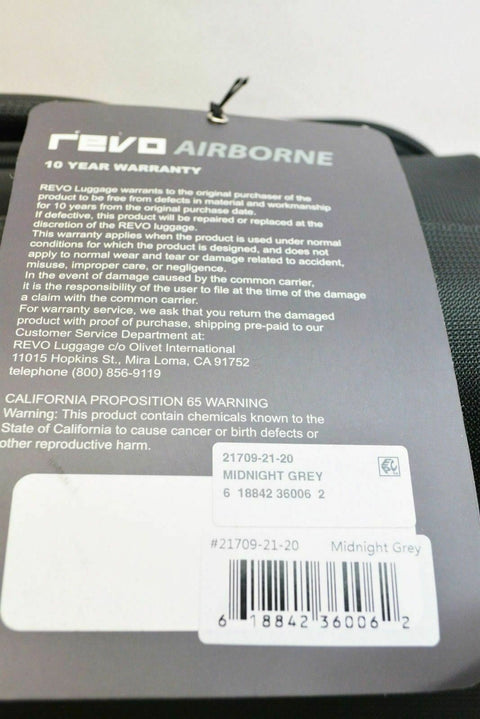 revo AIRBORNE
10 YEAR WARRANTY
REVO Luggage warrants to the original purchaser of the
product to be free from defects in material and workmanship
for 10 years from the original purchase date.
If defective, this product will be repaired or replaced at the
discretion of the REVO luggage.
This warranty applies when the product is used under normal
conditions for which the product is designed, and does not
apply to normal wear and tear or damage related to accident,
misuse, improper care, or negligence.
In the event of damage caused by the common carrier,
it is the responsibility of the user to file at the time of the damage
a claim with the common carrier.
For warranty service, we ask that you return the damaged
product with proof of purchase, shipping pre-paid to our
Customer Service Department at:
REVO Luggage c/o Olivet International
11015 Hopkins St., Mira Loma, CA 91752
telephone (800) 856-9119
CALIFORNIA PROPOSITION 65 WARNING
Warning: This product contain chemicals known to the
State of California to cause cancer or birth defects or
other reproductive harm.
21709-21-20
MIDNIGHT GREY
6 18842 36006 2
#21709-21-20 Midnight Grey
6 18842 36006 2